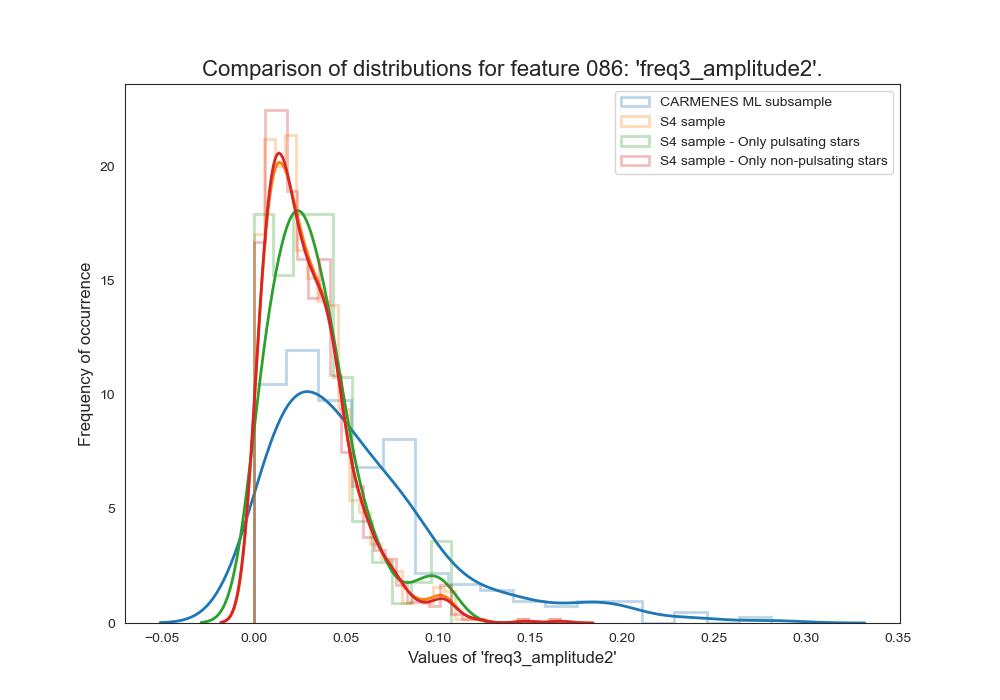 Comparison of distributions for feature 086: 'freq3_amplitude2'.
CARMENES ML subsample
S4 sample
S4 sample - Only pulsating stars
S4 sample - Only non-pulsating stars
Frequency of occurrence
20
15
10
5
0
−0.05 0.00 0.05 0.10 0.15 0.20 0.25 0.30 0.35
Values of 'freq3_amplitude2'